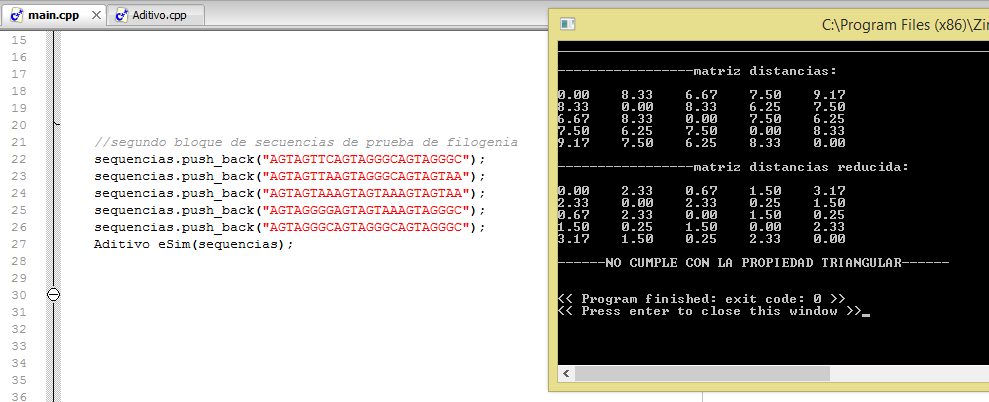 main.cpp
Aditivo.cpp
15
16
17
18
19
20
21 //segundo bloque de secuencias de prueba de filogenia
22 sequencias.push_back("AGTAGTTCAGTAGGGCAGTAGGGC");
23 sequencias.push_back("AGTAGTTAAGTAGGGCAGTAGTAA");
24 sequencias.push_back("AGTAGTAAAGTAGTAAAGTAGTAA");
25 sequencias.push_back("AGTAGGGGAGTAGTAAAGTAGGGC");
26 sequencias.push_back("AGTAGGGCAGTAGGGCAGTAGGGC");
27 Aditivo eSim(sequencias);
28
29
30
31
32
33
34
35
36
C:\Program Files (x86)\Zin
-----------------matriz distancias:
0.00 8.33 6.67 7.50 9.17
8.33 0.00 8.33 6.25 7.50
6.67 8.33 0.00 7.50 6.25
7.50 6.25 7.50 0.00 8.33
9.17 7.50 6.25 8.33 0.00
-----------------matriz distancias reducida:
0.00 2.33 0.67 1.50 3.17
2.33 0.00 2.33 0.25 1.50
0.67 2.33 0.00 1.50 0.25
1.50 0.25 1.50 0.00 2.33
3.17 1.50 0.25 2.33 0.00
------NO CUMPLE CON LA PROPIEDAD TRIANGULAR------
<< Program finished: exit code: 0 >>
<< Press enter to close this window >>_